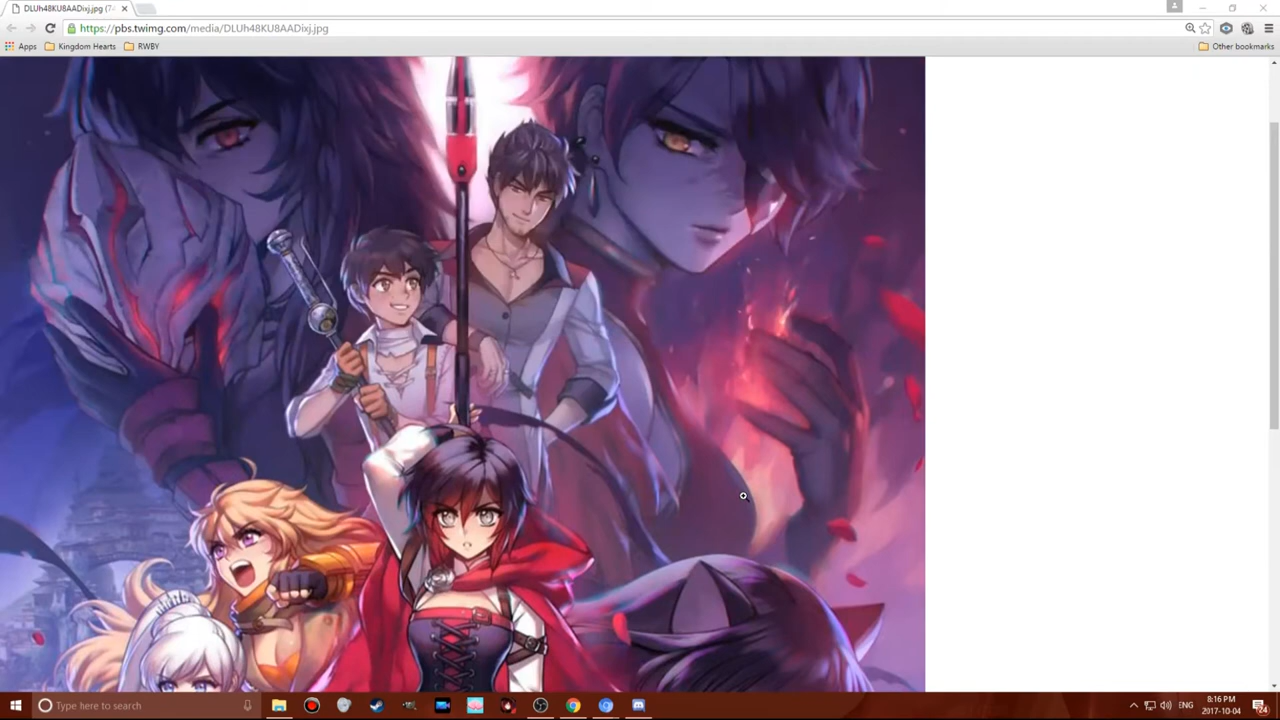 DLUh48KU8AADixj.jpg (74
https://pbs.twimg.com/media/DLUh48KU8AADixj.jpg
Apps Kingdom Hearts RWBY Other bookmarks
Type here to search
ENG
8:16 PM
2017-10-04
24